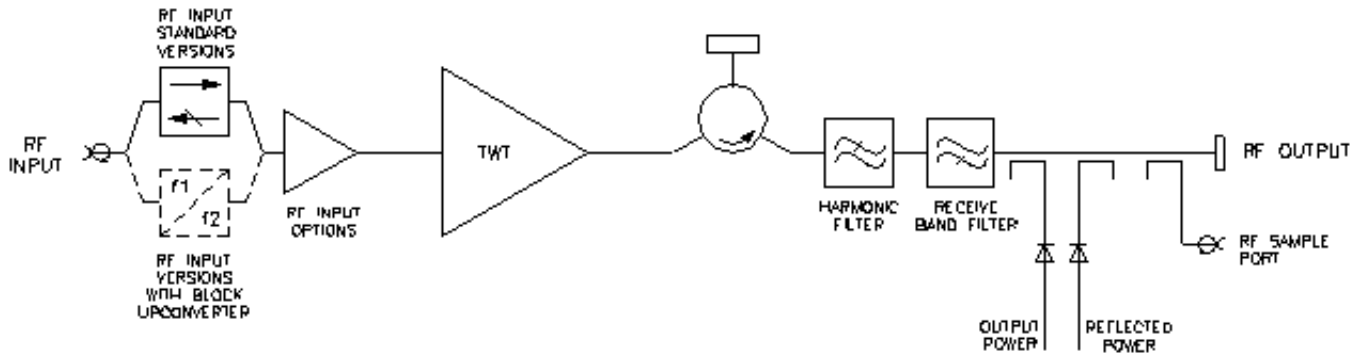 RF INPUT
STANDARD
VERSIONS
RF
INPUT
f1
f2
RF INPUT
VERSIONS
WITH BLOCK
UPCONVERTER
RF INPUT
OPTIONS
TWT
HARMONIC
FILTER
RECEIVE
BAND FILTER
RF OUTPUT
RF SAMPLE
PORT
OUTPUT
POWER
REFLECTED
POWER